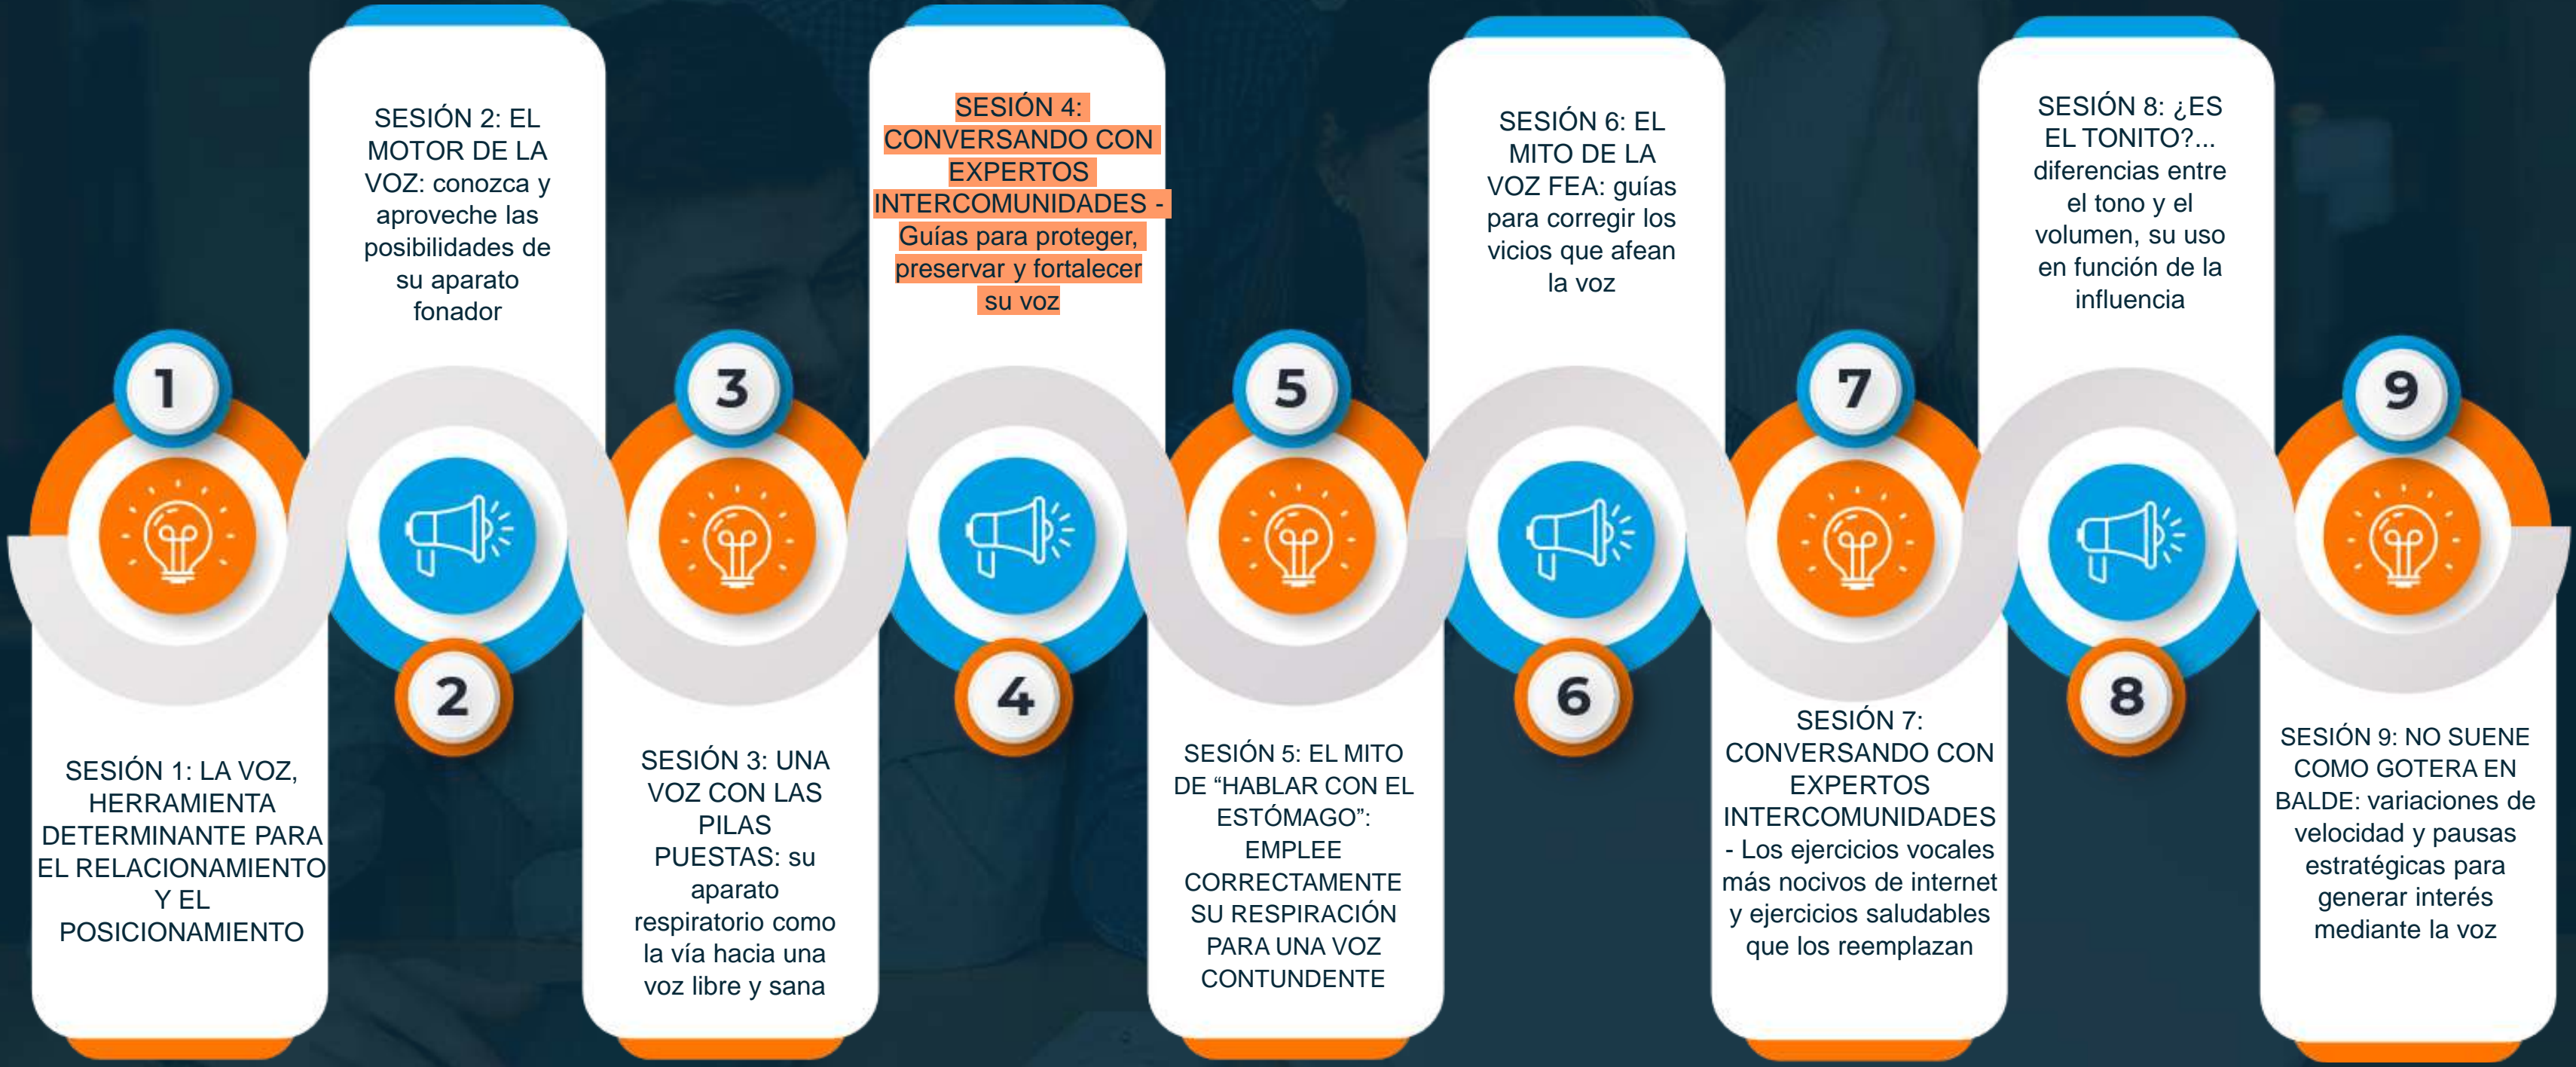 1
SESIÓN 1: LA VOZ,
HERRAMIENTA
DETERMINANTE PARA
EL RELACIONAMIENTO
Y EL
POSICIONAMIENTO
SESIÓN 2: EL
MOTOR DE LA
VOZ: conozca y
aproveche las
posibilidades de
su aparato
fonador
2
3
SESIÓN 3: UNA
VOZ CON LAS
PILAS
PUESTAS: su
aparato
respiratorio como
la vía hacia una
voz libre y sana
SESIÓN 4:
CONVERSANDO CON
EXPERTOS
INTERCOMUNIDADES -
Guías para proteger,
preservar y fortalecer
su voz
4
5
SESIÓN 5: EL MITO
DE “HABLAR CON EL
ESTÓMAGO”:
EMPLEE
CORRECTAMENTE
SU RESPIRACIÓN
PARA UNA VOZ
CONTUNDENTE
SESIÓN 6: EL
MITO DE LA
VOZ FEA: guías
para corregir los
vicios que afean
la voz
6
7
SESIÓN 7:
CONVERSANDO CON
EXPERTOS
INTERCOMUNIDADES
- Los ejercicios vocales
más nocivos de internet
y ejercicios saludables
que los reemplazan
SESIÓN 8: ¿ES
EL TONITO?...
diferencias entre
el tono y el
volumen, su uso
en función de la
influencia
8
9
SESIÓN 9: NO SUENE
COMO GOTERA EN
BALDE: variaciones de
velocidad y pausas
estratégicas para
generar interés
mediante la voz